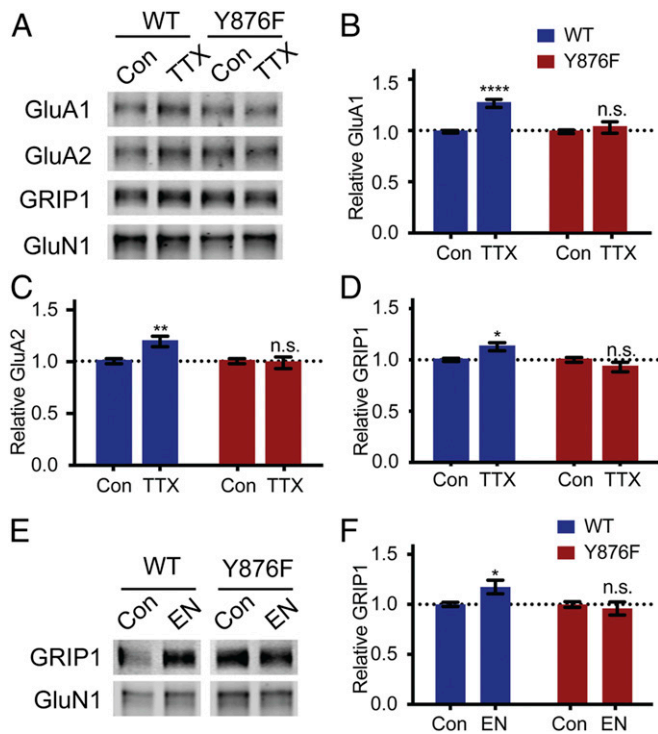 A
WT Y876F
Con TTX Con TTX
GluA1
GluA2
GRIP1
GluN1
B
WT
Y876F
Relative GluA1
1.5
1.0
0.5
0.0
****
n.s.
Con TTX Con TTX
C
Relative GluA2
1.5
1.0
0.5
0.0
**
n.s.
Con TTX Con TTX
D
Relative GRIP1
1.5
1.0
0.5
0.0
*
n.s.
Con TTX Con TTX
E
WT Y876F
Con EN Con EN
GRIP1
GluN1
F
WT
Y876F
Relative GRIP1
1.5
1.0
0.5
0.0
*
n.s.
Con EN Con EN